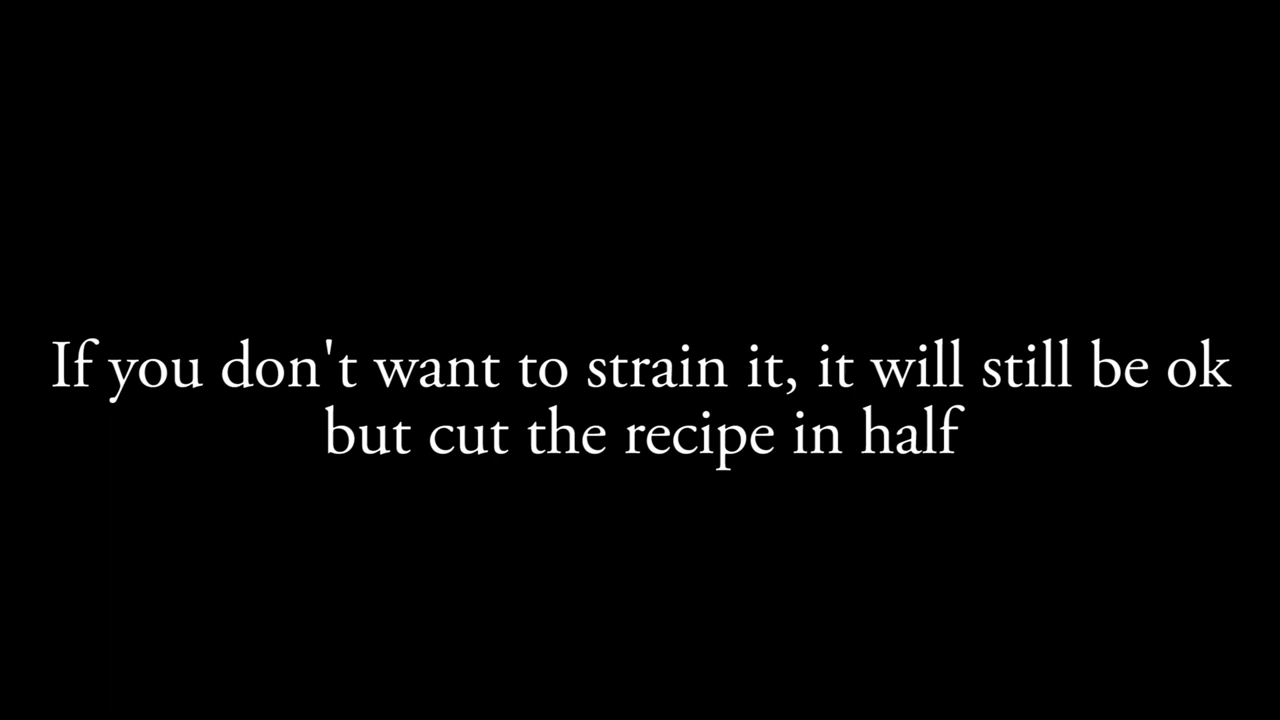 If you don't want to strain it, it will still be ok
but cut the recipe in half